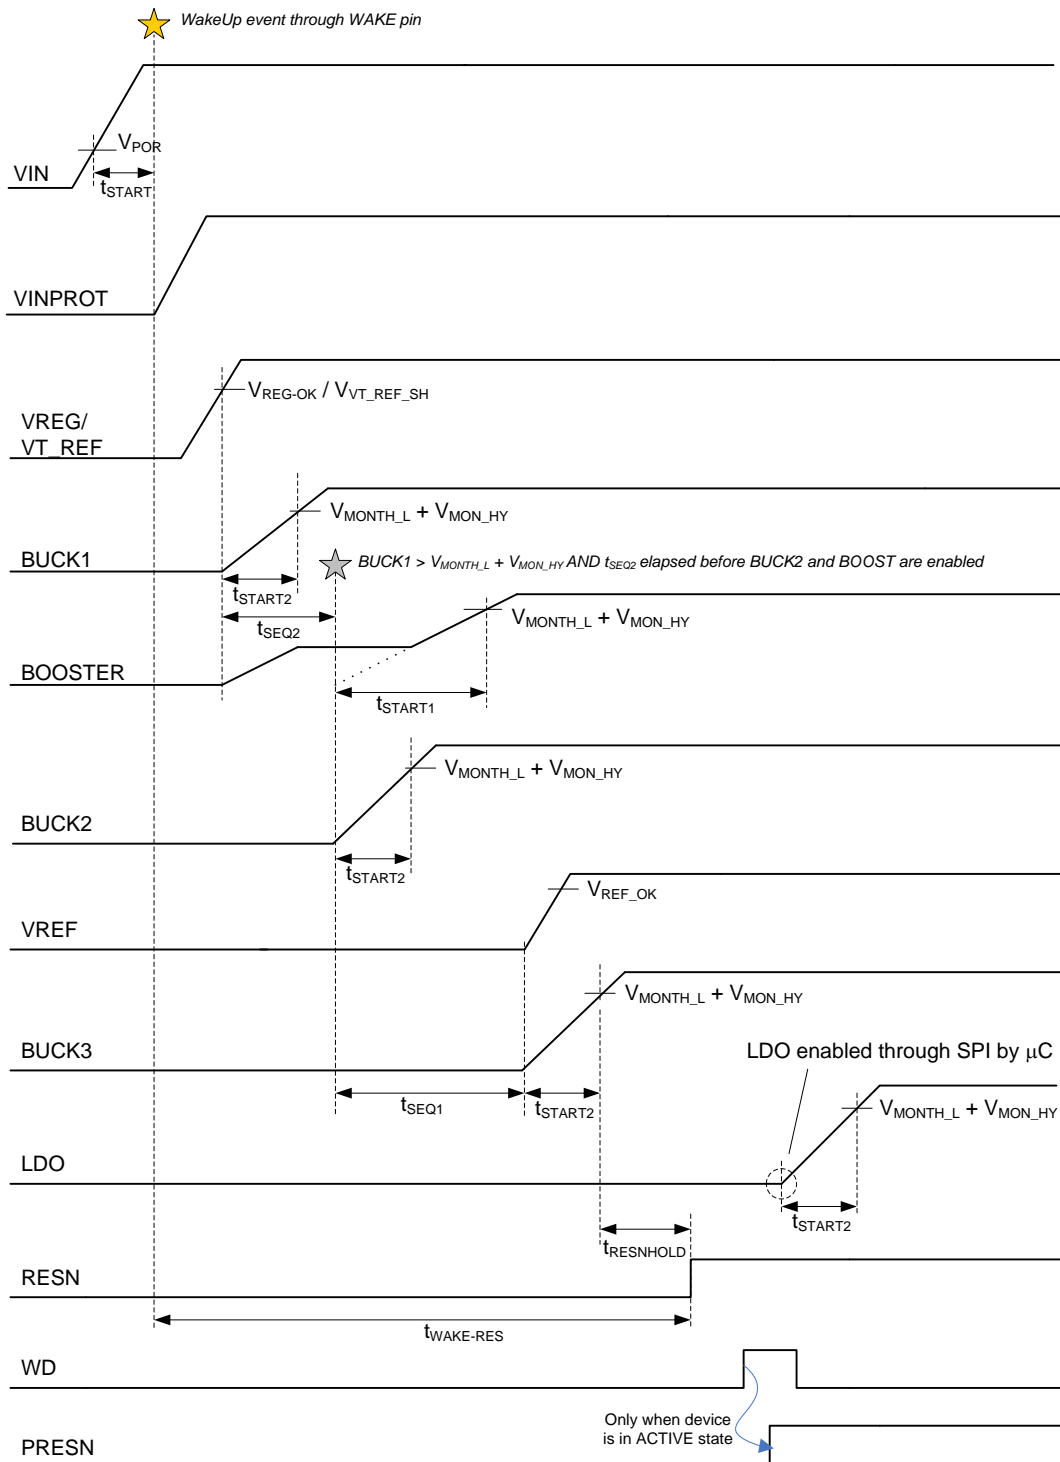 WakeUp event through WAKE pin
VPOR
VIN
tSTART
VINPROT
VREG-OK / VVT_REF_SH
VREG/
VT_REF
VMONTH_L + VMON_HY
BUCK1
BUCK1 > VMONTH_L + VMON_HY AND tSEQ2 elapsed before BUCK2 and BOOST are enabled
tSTART2
VMONTH_L + VMON_HY
tSEQ2
BOOSTER
tSTART1
VMONTH_L + VMON_HY
BUCK2
tSTART2
VREF_OK
VREF
VMONTH_L + VMON_HY
BUCK3
LDO enabled through SPI by μC
tSEQ1
tSTART2
VMONTH_L + VMON_HY
LDO
tSTART2
tRESNHOLD
RESN
tWAKE-RES
WD
Only when device
is in ACTIVE state
PRESN